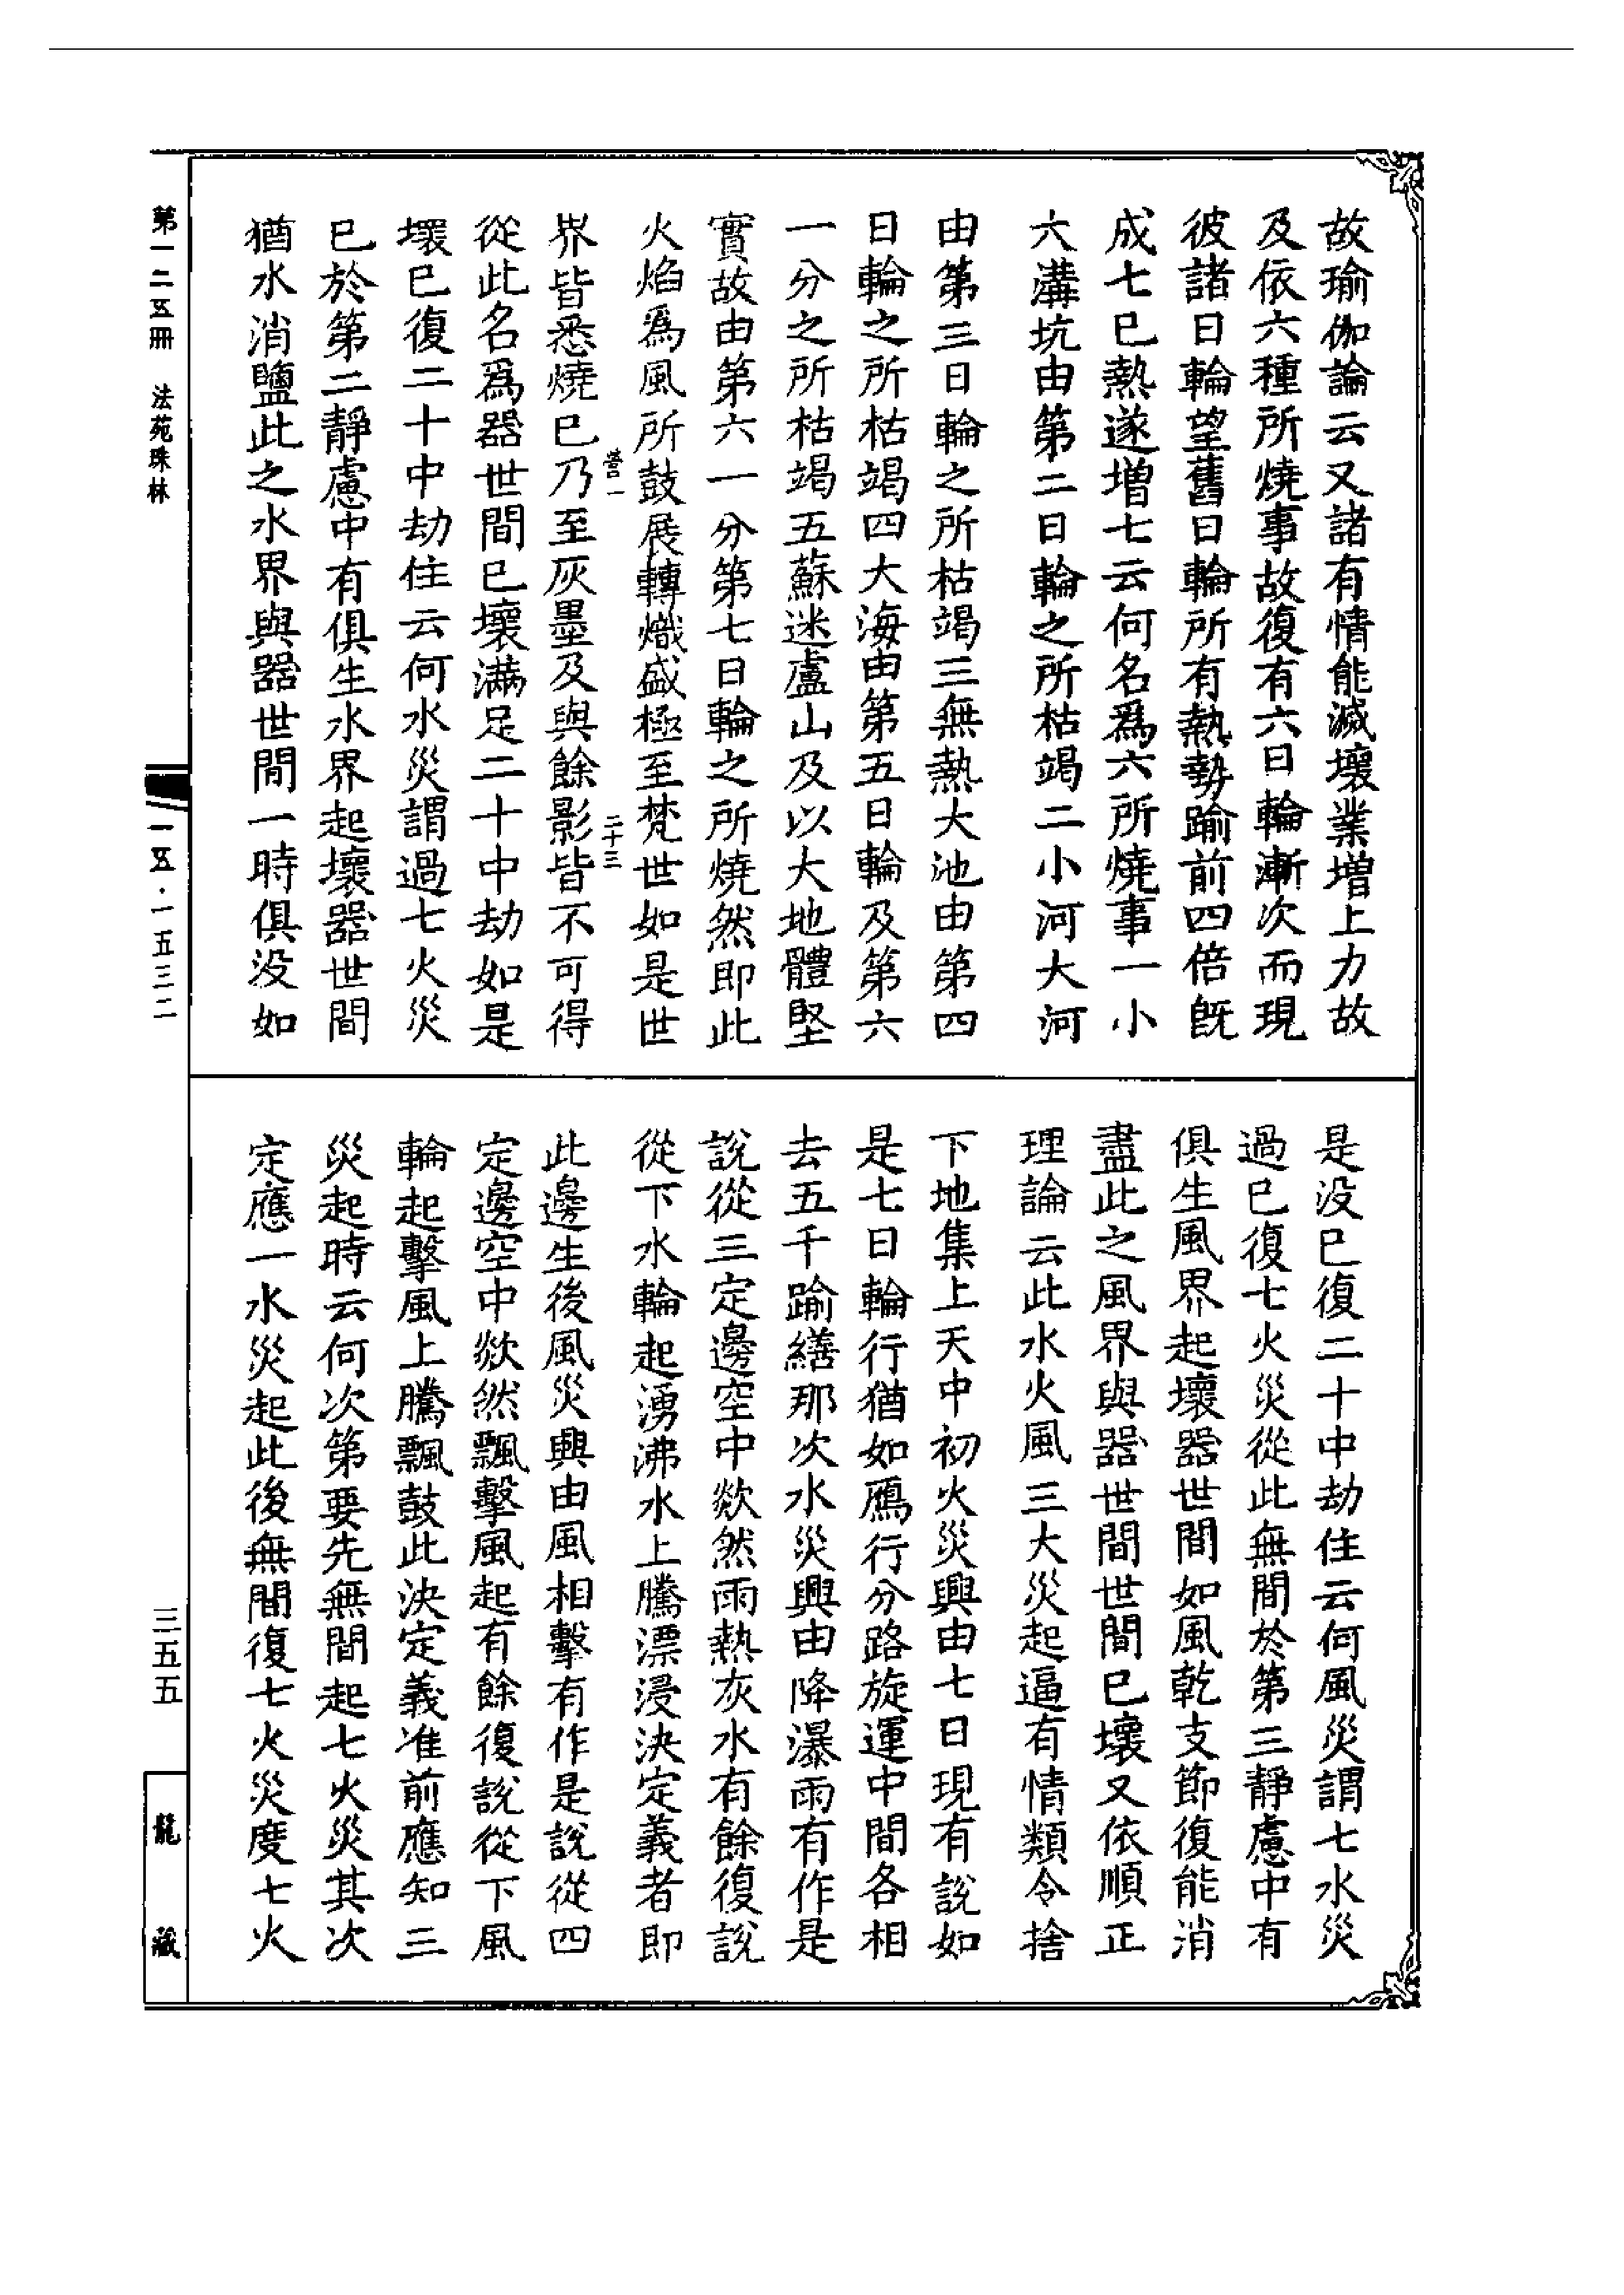 故瑜伽論云又諸有情能滅壞業增上力故
及依六種所燒事故復有六日輪漸次而現
彼諸日輪望舊日輪所有熱勢踰前四倍旣
成七已熱遂增七云何名爲六所燒事一小
六溝坑由第二日輪之所枯竭二小河大河
由第三日輪之所枯竭三無熱大池由第四
日輪之所枯竭四大海由第五日輪及第六
一分之所枯竭五蘇迷盧山及以大地體堅
實故由第六一分第七日輪之所燒然即此
火焰爲風所鼓展轉熾盛極至梵世如是世
營一 二十三
界皆悉燒已乃至灰墨及與餘影皆不可得
從此名爲器世間已壞滿足二十中劫如是
壞已復二十中劫住云何水災謂過七火災
已於第二靜慮中有俱生水界起壞器世間
猶水消鹽此之水界與器世間一時俱没如
是没已復二十中劫住云何風災謂七水災
過已復七火災從此無間於第三靜慮中有
俱生風界起壞器世間如風乾支節復能消
盡此之風界與器世間世間已壞又依順正
理論云此水火風三大災起逼有情類令捨
下地集上天中初火災興由七日現有說如
是七日輪行猶如鴈行分路旋運中間各相
去五千踰繕那次水災興由降瀑雨有作是
說從三定邊空中欻然雨熱灰水有餘復說
從下水輪起湧沸水上騰漂浸決定義者即
此邊生後風災興由風相擊有作是說從四
定邊空中欻然飄擊風起有餘復說從下風
輪起擊風上騰飄鼓此決定義准前應知三
災起時云何次第要先無間起七火災其次
定應一水災起此後無間復七火災度七火
第一二五冊 法苑珠林
一五·一五三二
三五五
龍藏